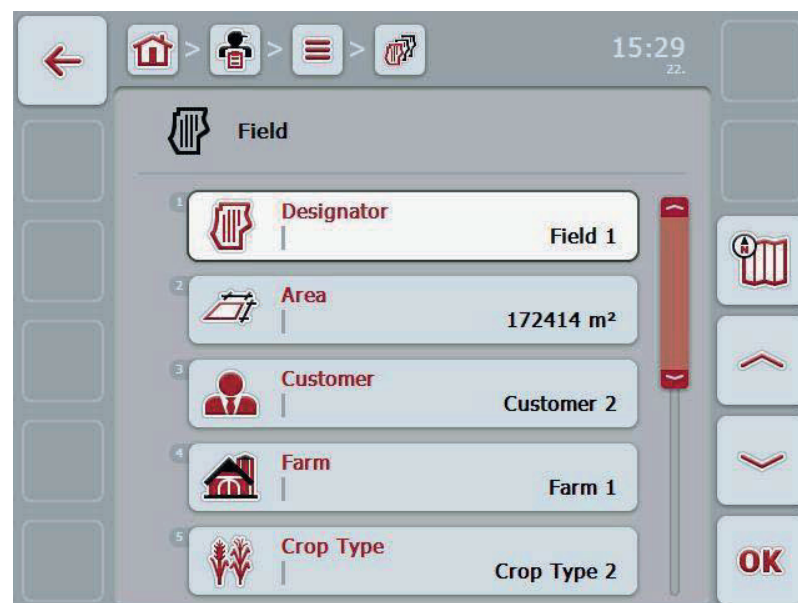 > > >
15:29
22.
Field
1
Designator
Field 1
2
Area
172414 m²
3
Customer
Customer 2
4
Farm
Farm 1
5
Crop Type
Crop Type 2
N
OK